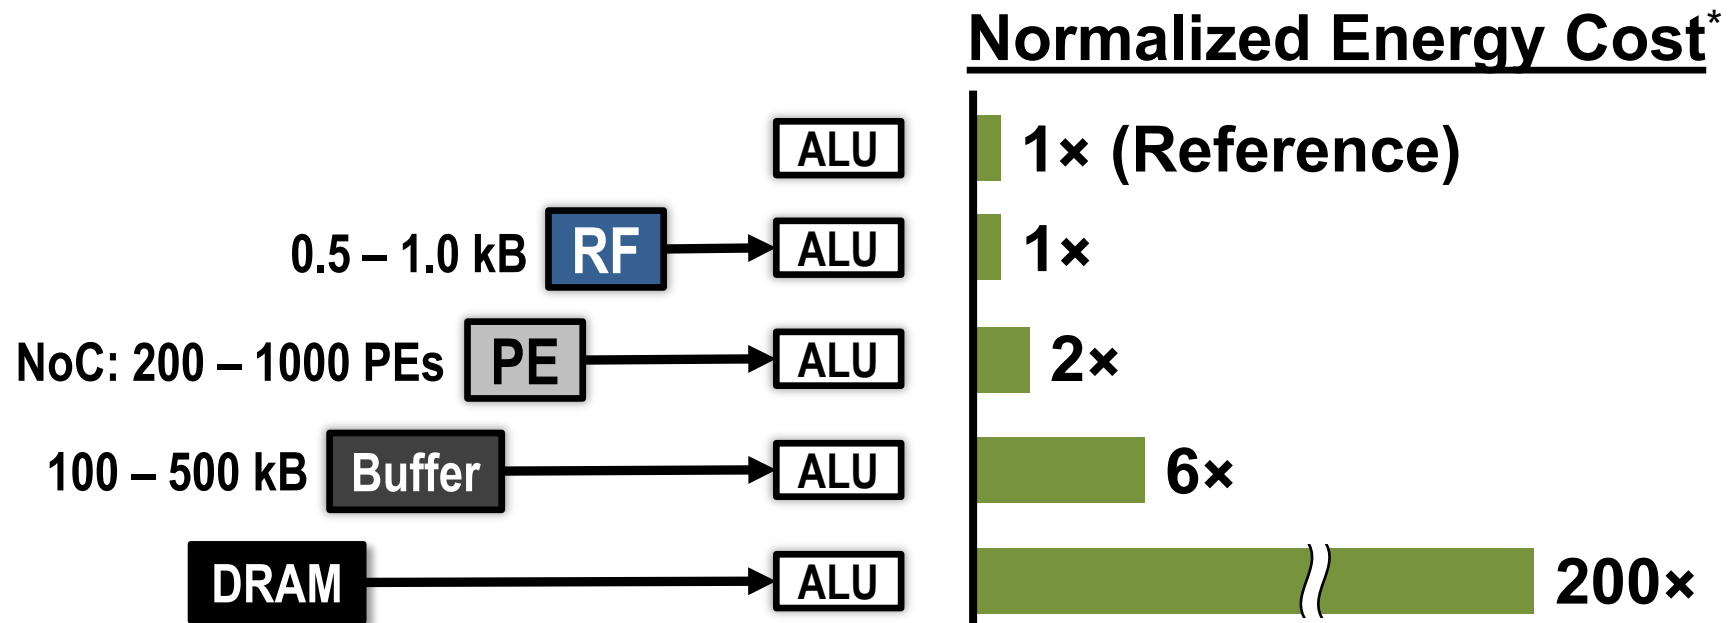 Normalized Energy Cost*
ALU 1× (Reference)
0.5 – 1.0 kB RF ALU 1×
NoC: 200 – 1000 PEs PE ALU 2×
100 – 500 kB Buffer ALU 6×
DRAM ALU 200×